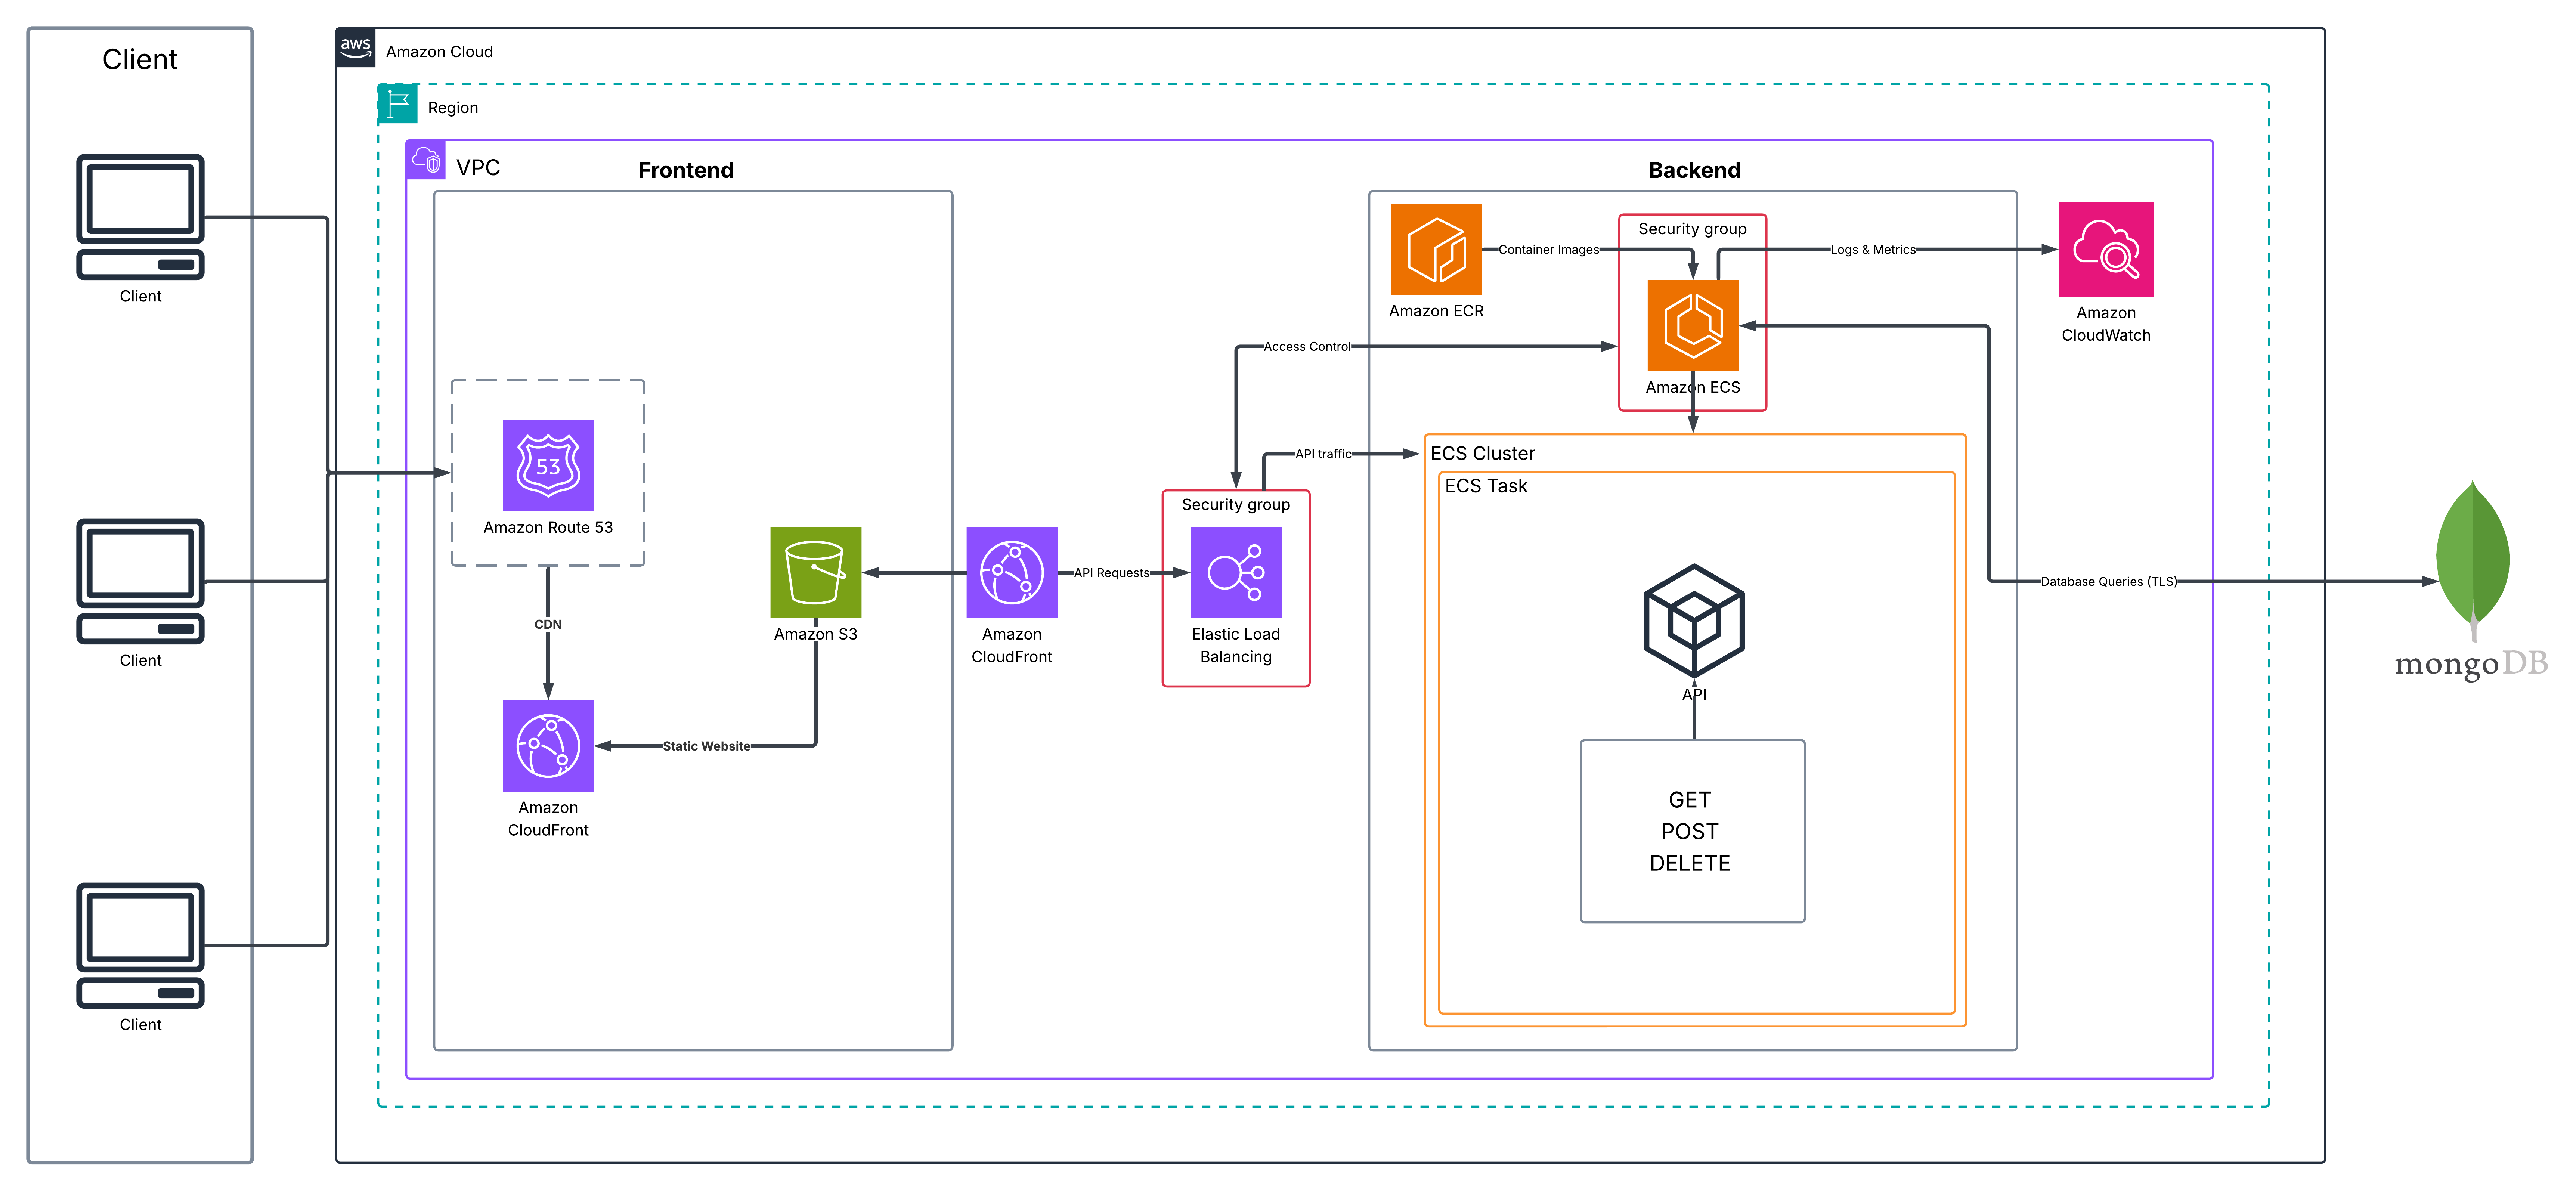 Client
Client
Client
Client
aws
Amazon Cloud
Region
VPC
Frontend
53
Amazon Route 53
CDN
Amazon
CloudFront
Static Website
Amazon S3
Amazon
CloudFront
API Requests
Security group
Elastic Load
Balancing
Access Control
API traffic
Backend
Amazon ECR
Container Images
Security group
Amazon ECS
Logs & Metrics
Amazon
CloudWatch
ECS Cluster
ECS Task
API
GET
POST
DELETE
Database Queries (TLS)
mongoDB